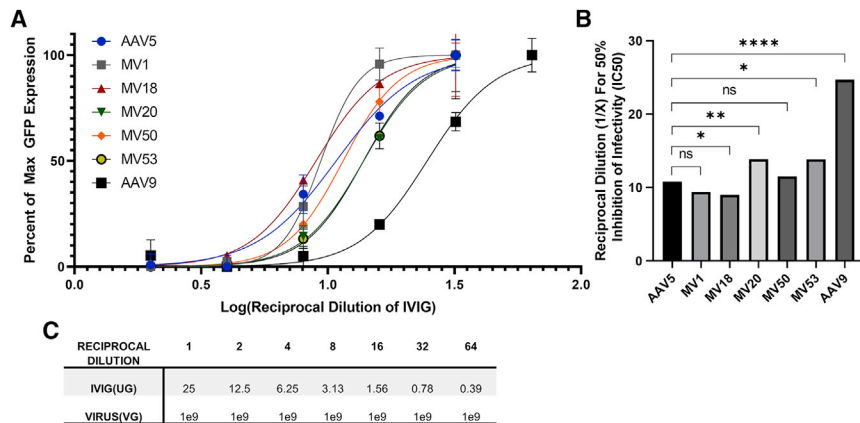 A
AAV5
MV1
MV18
MV20
MV50
MV53
AAV9
Percent of Max GFP Expression
100
50
0
0.0
0.5
1.0
1.5
2.0
Log(Reciprocal Dilution of IVIG)
B
Reciprocal Dilution (1/X) For 50%
Inhibition of Infectivity (IC50)
30
20
10
0
****
*
ns
**
*
ns
AAV5
MV1
MV18
MV20
MV50
MV53
AAV9
C
RECIPROCAL DILUTION 1 2 4 8 16 32 64
IVIG(UG) 25 12.5 6.25 3.13 1.56 0.78 0.39
VIRUS(VG) 1e9 1e9 1e9 1e9 1e9 1e9 1e9